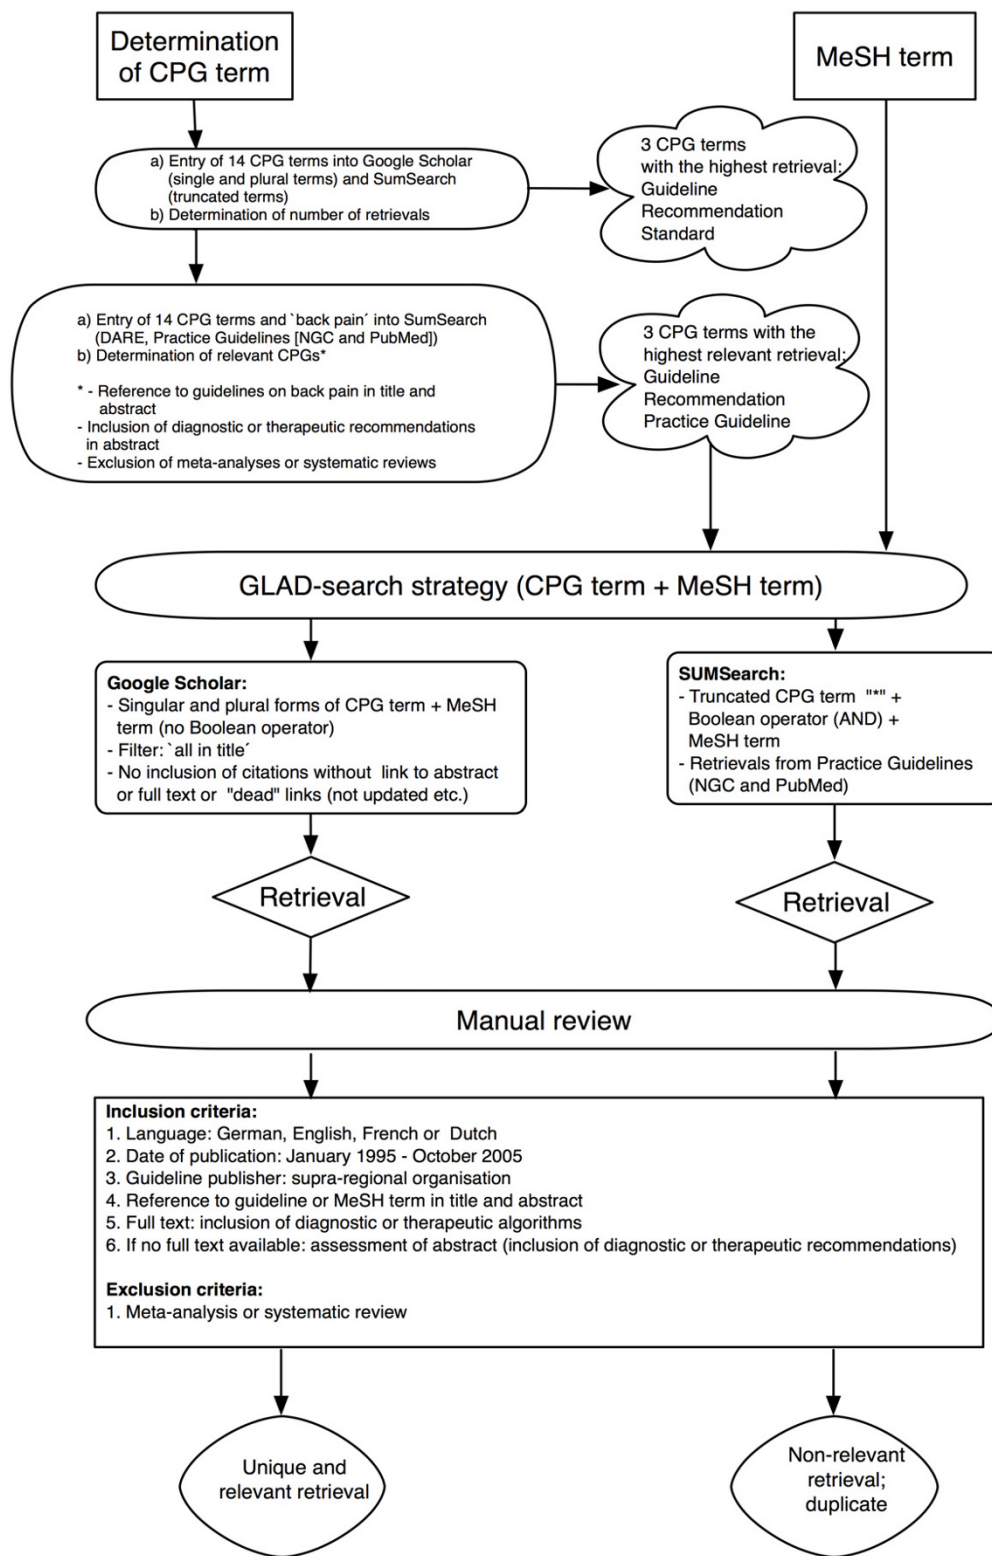 Determination
of CPG term
MeSH term
a) Entry of 14 CPG terms into Google Scholar
(single and plural terms) and SumSearch
(truncated terms)
b) Determination of number of retrievals
3 CPG terms
with the highest retrieval:
Guideline
Recommendation
Standard
a) Entry of 14 CPG terms and `back pain´ into SumSearch
(DARE, Practice Guidelines [NGC and PubMed])
b) Determination of relevant CPGs*
* - Reference to guidelines on back pain in title and
abstract
- Inclusion of diagnostic or therapeutic recommendations
in abstract
- Exclusion of meta-analyses or systematic reviews
3 CPG terms with the
highest relevant retrieval:
Guideline
Recommendation
Practice Guideline
GLAD-search strategy (CPG term + MeSH term)
Google Scholar:
- Singular and plural forms of CPG term + MeSH
term (no Boolean operator)
- Filter: `all in title´
- No inclusion of citations without link to abstract
or full text or "dead" links (not updated etc.)
SUMSearch:
- Truncated CPG term "*" +
Boolean operator (AND) +
MeSH term
- Retrievals from Practice Guidelines
(NGC and PubMed)
Retrieval
Retrieval
Manual review
Inclusion criteria:
1. Language: German, English, French or Dutch
2. Date of publication: January 1995 - October 2005
3. Guideline publisher: supra-regional organisation
4. Reference to guideline or MeSH term in title and abstract
5. Full text: inclusion of diagnostic or therapeutic algorithms
6. If no full text available: assessment of abstract (inclusion of diagnostic or therapeutic recommendations)
Exclusion criteria:
1. Meta-analysis or systematic review
Unique and
relevant retrieval
Non-relevant
retrieval;
duplicate